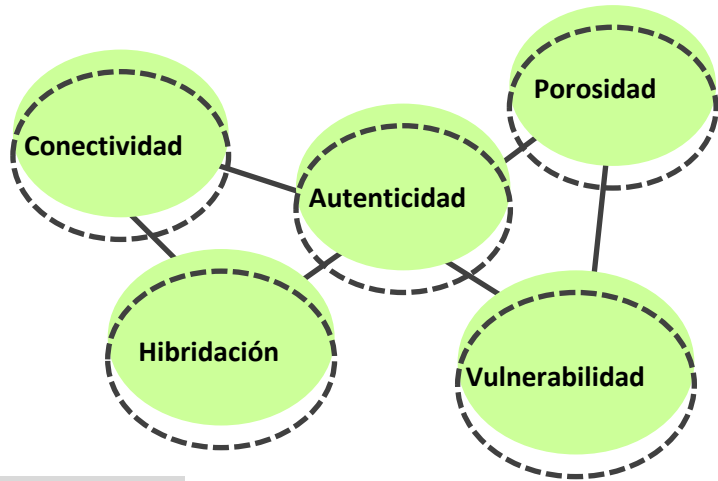 Porosidad
Conectividad
Autenticidad
Hibridación
Vulnerabilidad